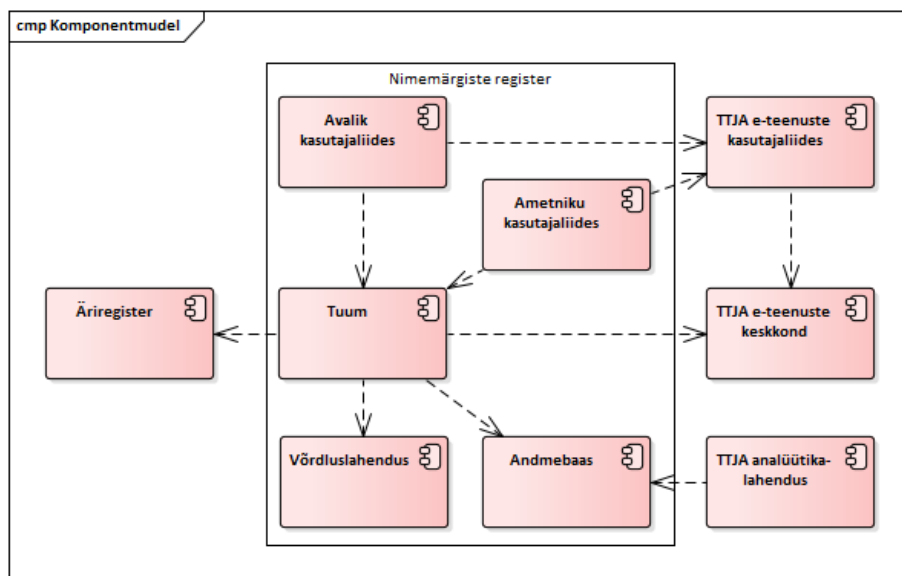 cmp Komponentmudel
Nimemärgiste register
Avalik
kasutajaliides
TTJA e-teenuste
kasutajaliides
Ametniku
kasutajaliides
Äriregister
Tuum
TTJA e-teenuste
keskkond
Võrdluslahendus
Andmebaas
TTJA analüütika-
lahendus